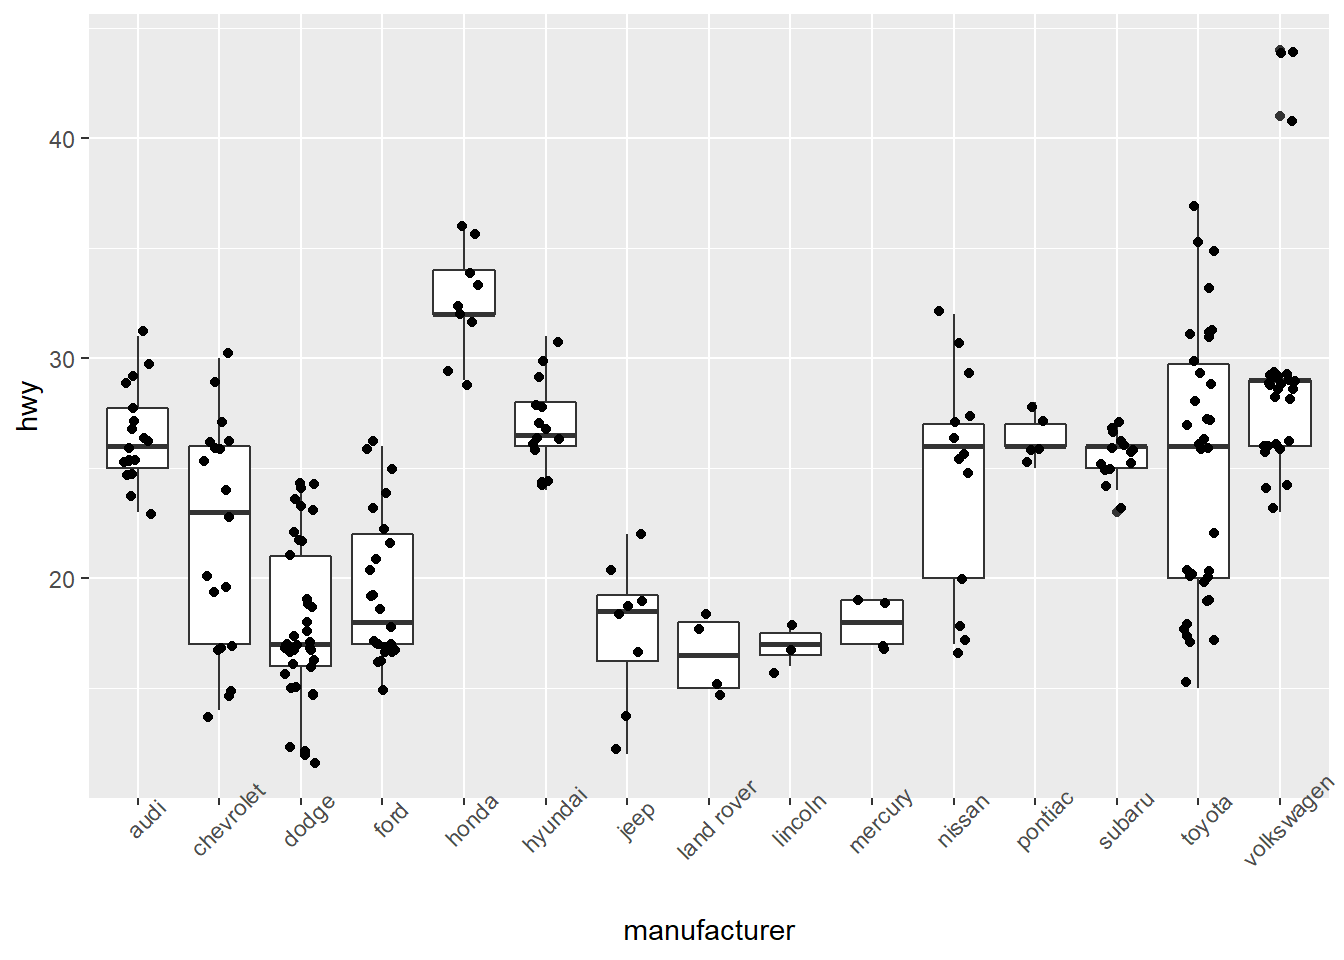 hwy
40
30
20
audi
chevrolet
dodge
ford
honda
hyundai
jeep
land rover
lincoln
mercury
nissan
pontiac
subaru
toyota
volkswagen
manufacturer